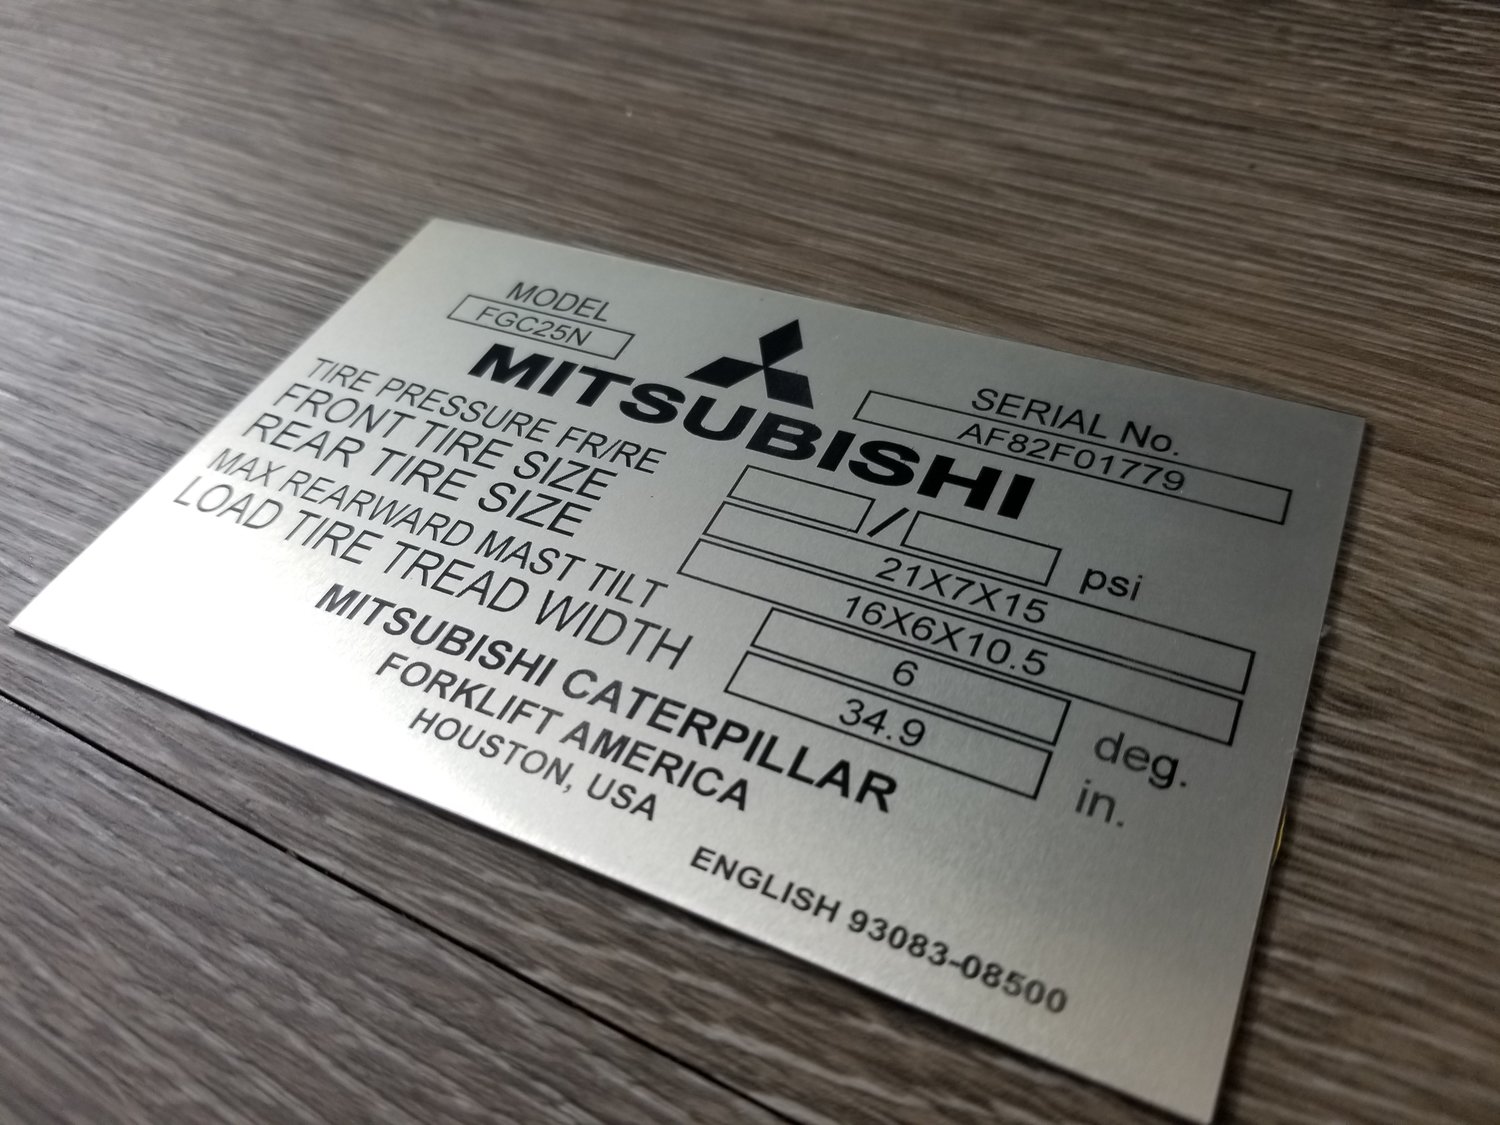 MODEL
FGC25N
MITSUBISHI
SERIAL No.
AF82F01779
TIRE PRESSURE FR/RE / psi
FRONT TIRE SIZE 21X7X15
REAR TIRE SIZE 16X6X10.5
MAX REARWARD MAST TILT 6 deg.
LOAD TIRE TREAD WIDTH 34.9 in.
MITSUBISHI CATERPILLAR
FORKLIFT AMERICA
HOUSTON, USA
ENGLISH 93083-08500